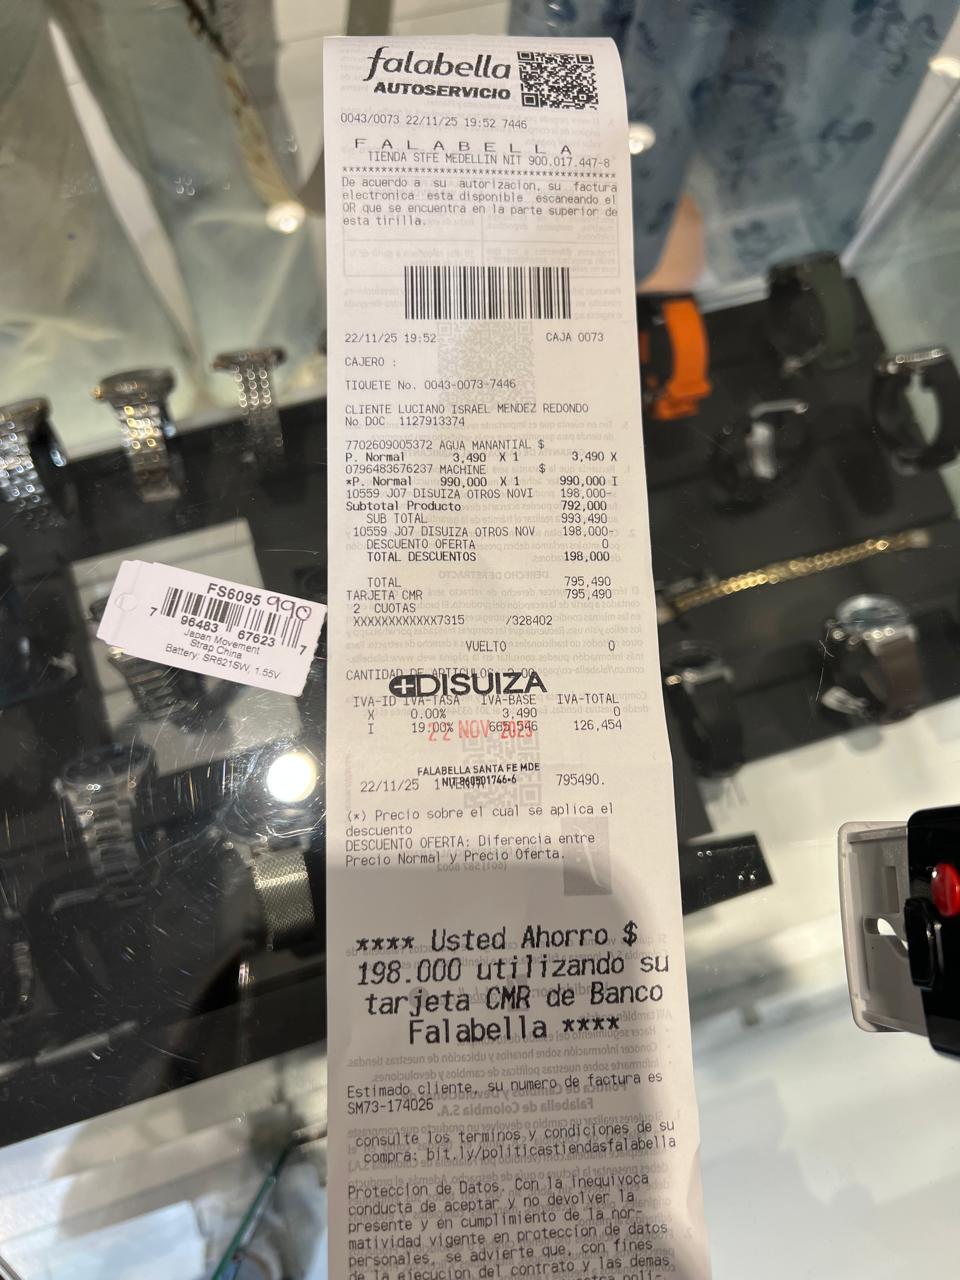 falabella
AUTOSERVICIO
0043/0073 22/11/25 19:52 7446
F A L A B E L L A
TIENDA STFE MEDELLIN NIT 900.017.447-8
****************************************
De acuerdo a su autorizacion, su factura
electronica esta disponible escaneando el
QR que se encuentra en la parte superior de
esta tirilla.
22/11/25 19:52 CAJA 0073
CAJERO :
TIQUETE No. 0043-0073-7446
CLIENTE LUCIANO ISRAEL MENDEZ REDONDO
No DOC 1127913374
7702609005372 AGUA MANANTIAL $
P. Normal 3,490 X 1 3,490 X
0796483676237 MACHINE $
*P. Normal 990,000 X 1 990,000 I
10559 J07 DISUIZA OTROS NOVI 198,000-
Subtotal Producto 792,000
SUB TOTAL 993,490
10559 J07 DISUIZA OTROS NOV 198,000-
DESCUENTO OFERTA 0
TOTAL DESCUENTOS 198,000
TOTAL 795,490
TARJETA CMR 795,490
2 CUOTAS
XXXXXXXXXXXX7315 /328402
VUELTO 0
CANTIDAD DE ARTICULOS
DISUIZA
IVA-ID IVA-TASA IVA-BASE IVA-TOTAL
X 0.00% 3,490 0
I 19.00% 126,454
22 NOV 2025
FALABELLA SANTA FE MDE
22/11/25 795490.
(*) Precio sobre el cual se aplica el
descuento
DESCUENTO OFERTA: Diferencia entre
Precio Normal y Precio Oferta.
**** Usted Ahorro $
198.000 utilizando su
tarjeta CMR de Banco
Falabella ****
Estimado cliente, su numero de factura es
SM73-174026
consulte los terminos y condiciones de su
compra: bit.ly/politicastiendasfalabella
Proteccion de Datos. Con la inequivoca
conducta de aceptar y no devolver la
presente y en cumplimiento de la nor-
matividad vigente en proteccion de datos
personales, se advierte que, con fines
de la ejecucion del contrato y las demas
FS6095 990
7 96483 67623 7
Japan Movement
Strap China
Battery: SR621SW, 1.55V